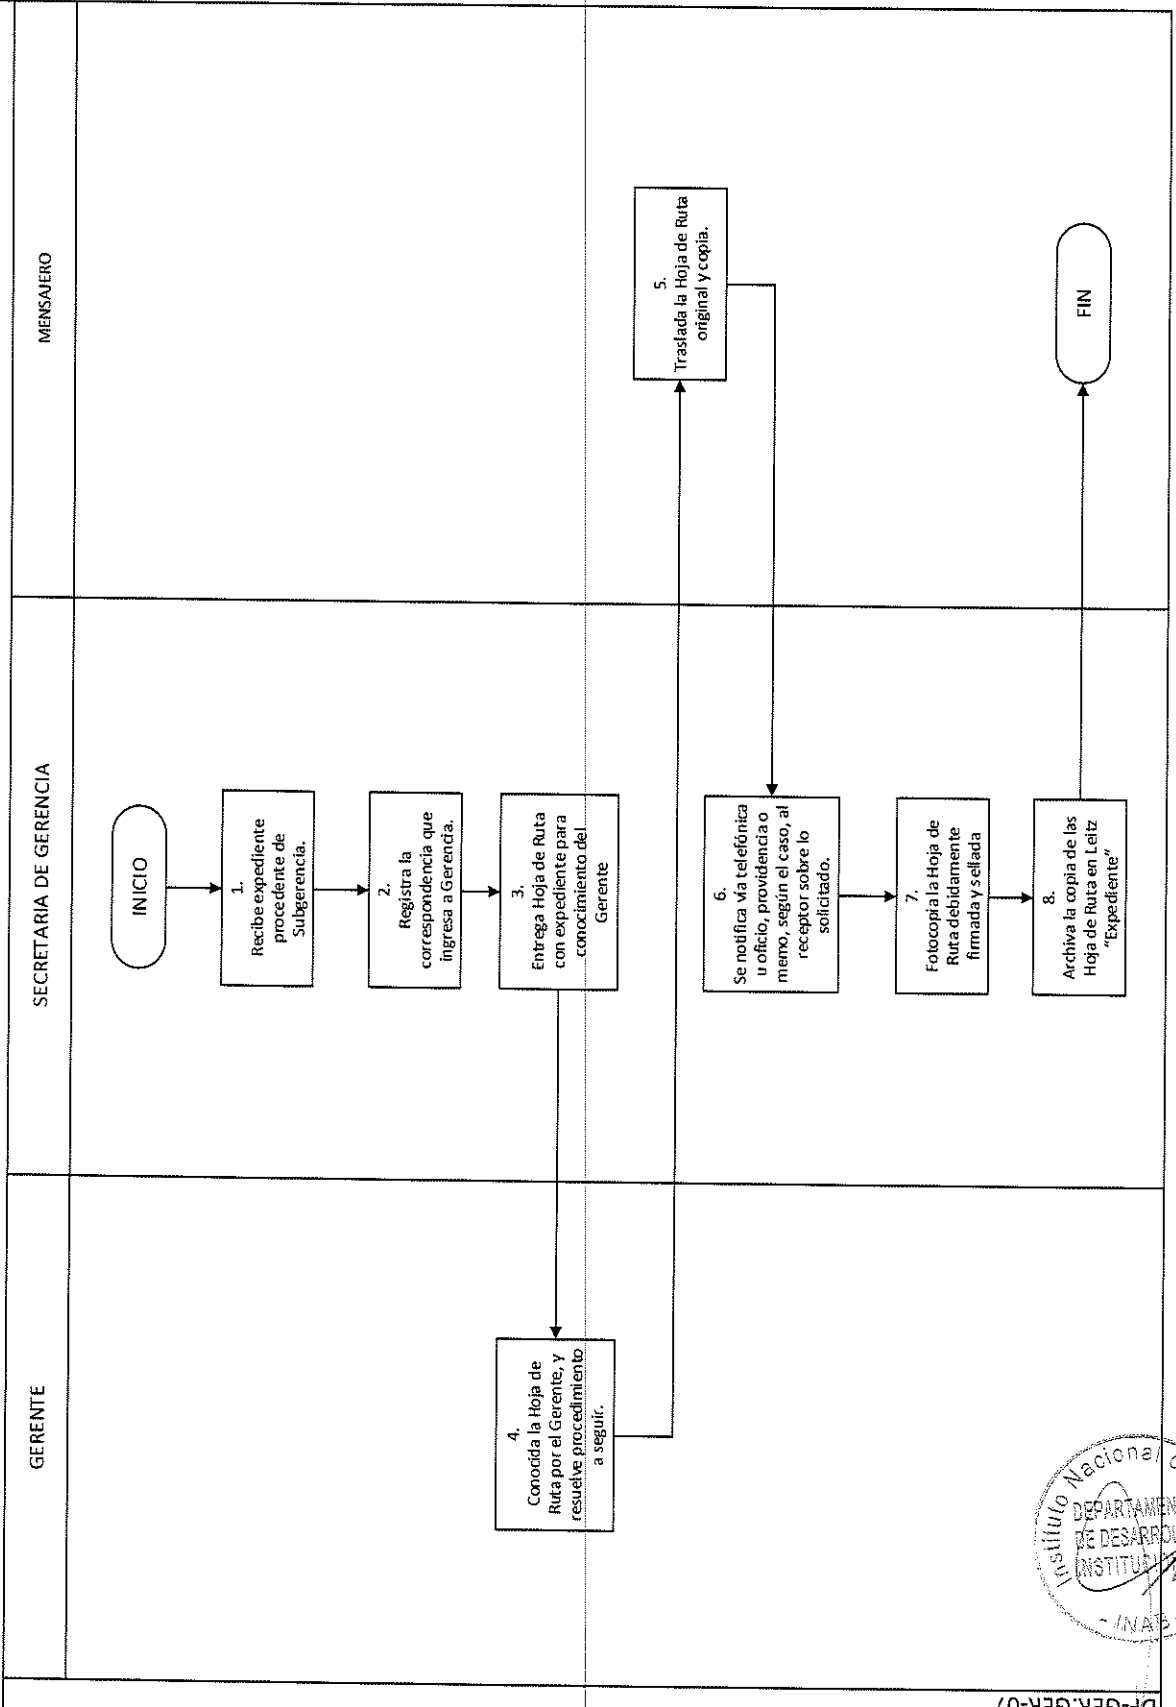 GERENTE
SECRETARIA DE GERENCIA
MENSAJERO
INICIO
1.
Recibe expediente
procedente de
Subgerencia.
2.
Registra la
correspondencia que
ingresa a Gerencia.
3.
Entrega Hoja de Ruta
con expediente para
conocimiento del
Gerente
4.
Conocida la Hoja de
Ruta por el Gerente, y
resuelve procedimiento
a seguir.
5.
Traslada la Hoja de Ruta
original y copia.
6.
Se notifica vía telefónica
u oficio, providencia o
memo, según el caso, al
receptor sobre lo
solicitado.
7.
Fotocopia la Hoja de
Ruta debidamente
firmada y sellada
8.
Archiva la copia de las
Hoja de Ruta en Leitz
"Expediente"
FIN
Instituto Nacional
DE DESARRO
- INAB